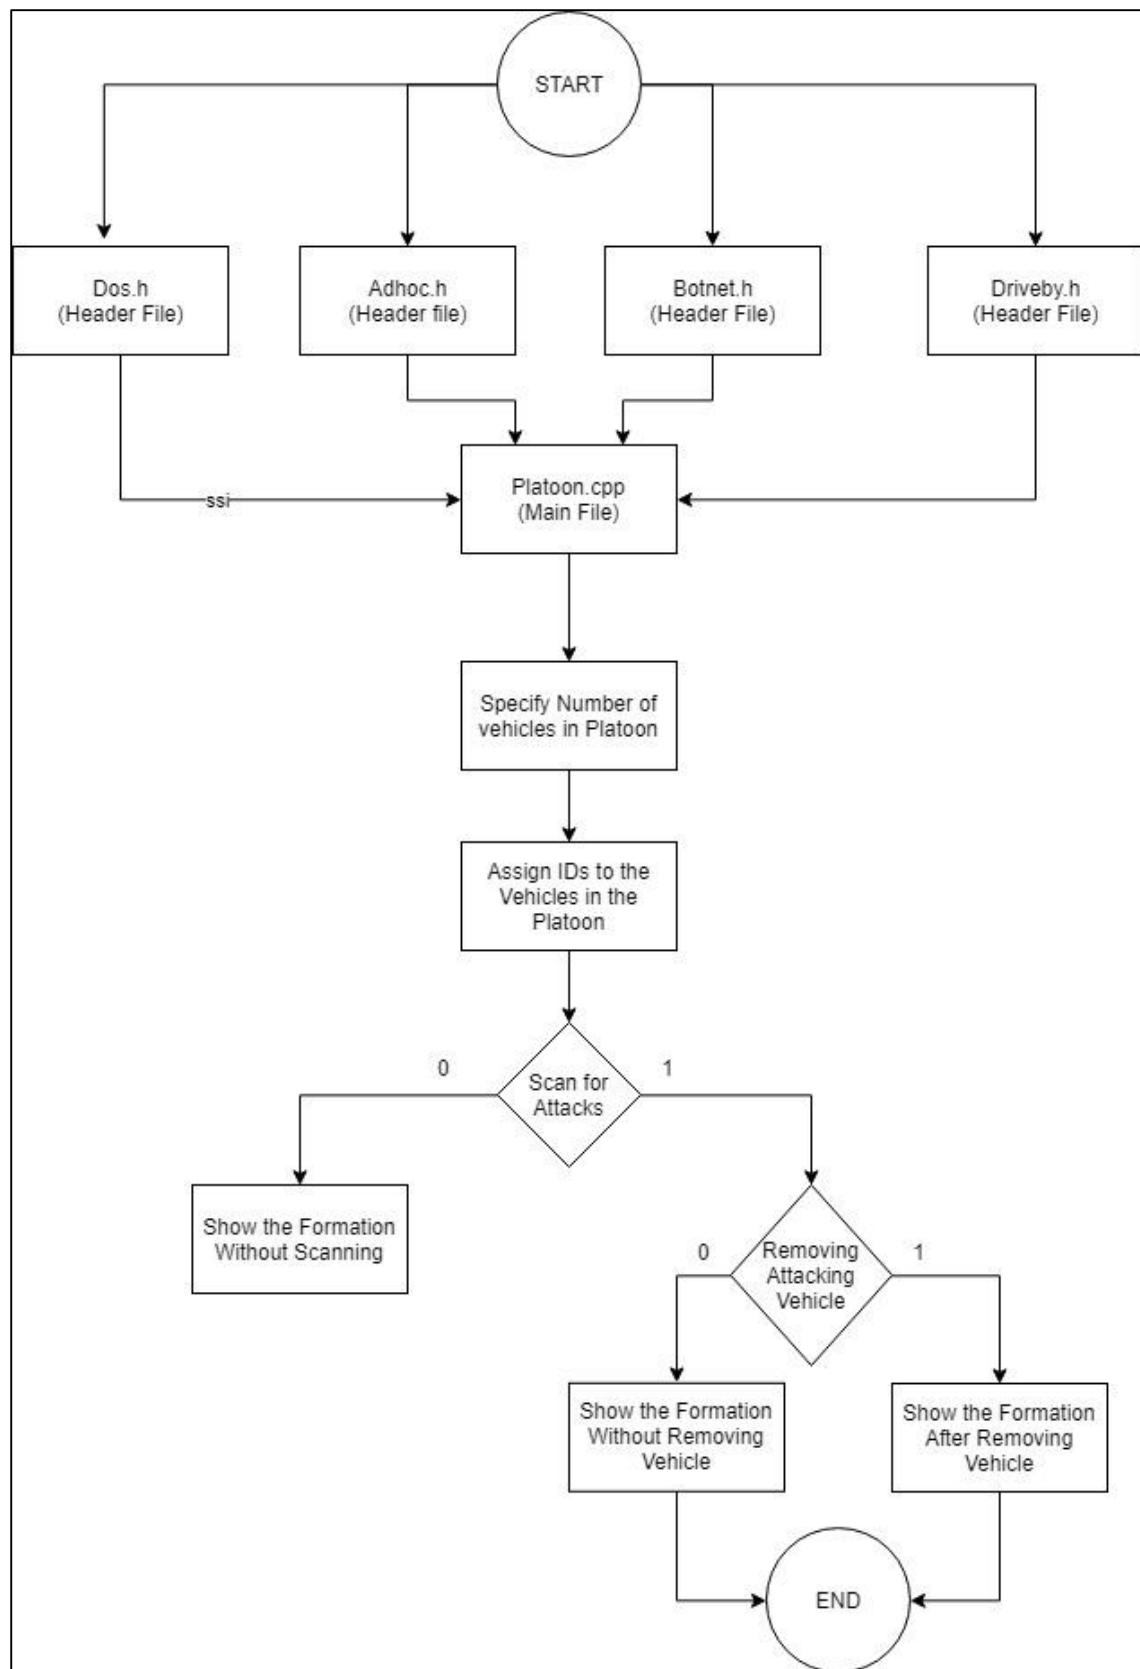 START
Dos.h
(Header File)
Adhoc.h
(Header file)
Botnet.h
(Header File)
Driveby.h
(Header File)
ssi
Platoon.cpp
(Main File)
Specify Number of
vehicles in Platoon
Assign IDs to the
Vehicles in the
Platoon
0
1
Scan for
Attacks
Show the Formation
Without Scanning
0
1
Removing
Attacking
Vehicle
Show the Formation
Without Removing
Vehicle
Show the Formation
After Removing
Vehicle
END